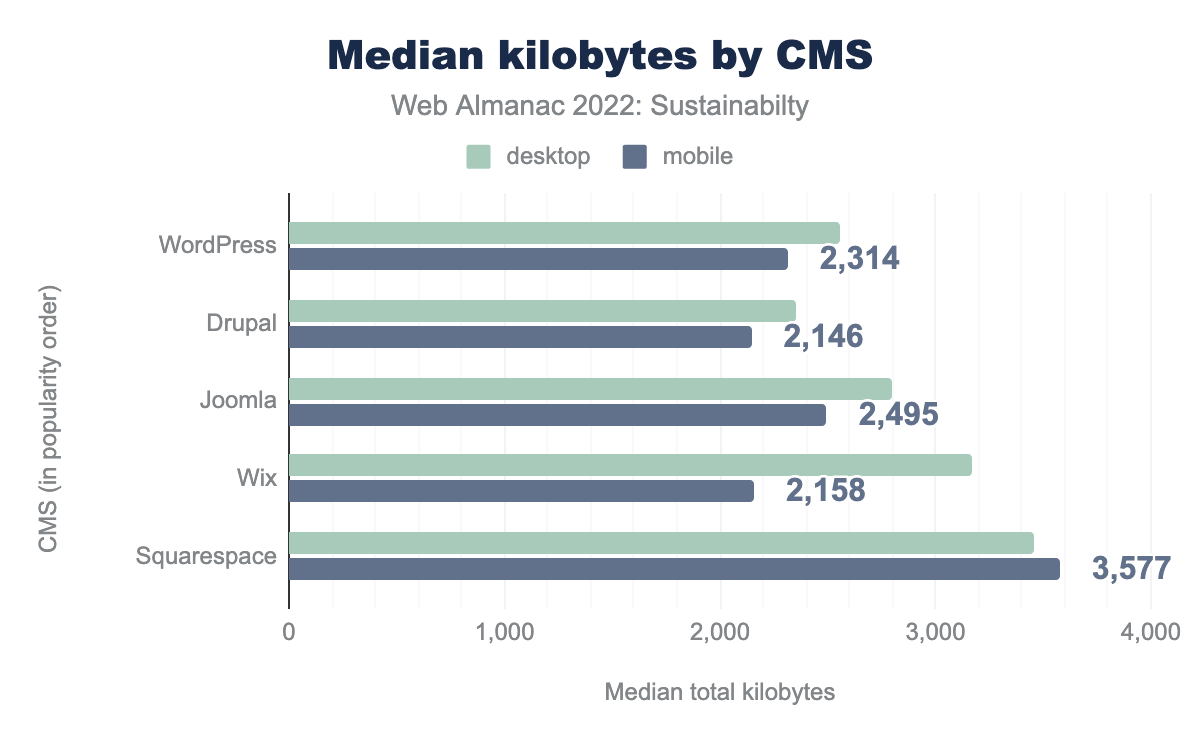 Median kilobytes by CMS
Web Almanac 2022: Sustainabilty
desktop
mobile
CMS (in popularity order)
WordPress
2,314
Drupal
2,146
Joomla
2,495
Wix
2,158
Squarespace
3,577
0
1,000
2,000
3,000
4,000
Median total kilobytes